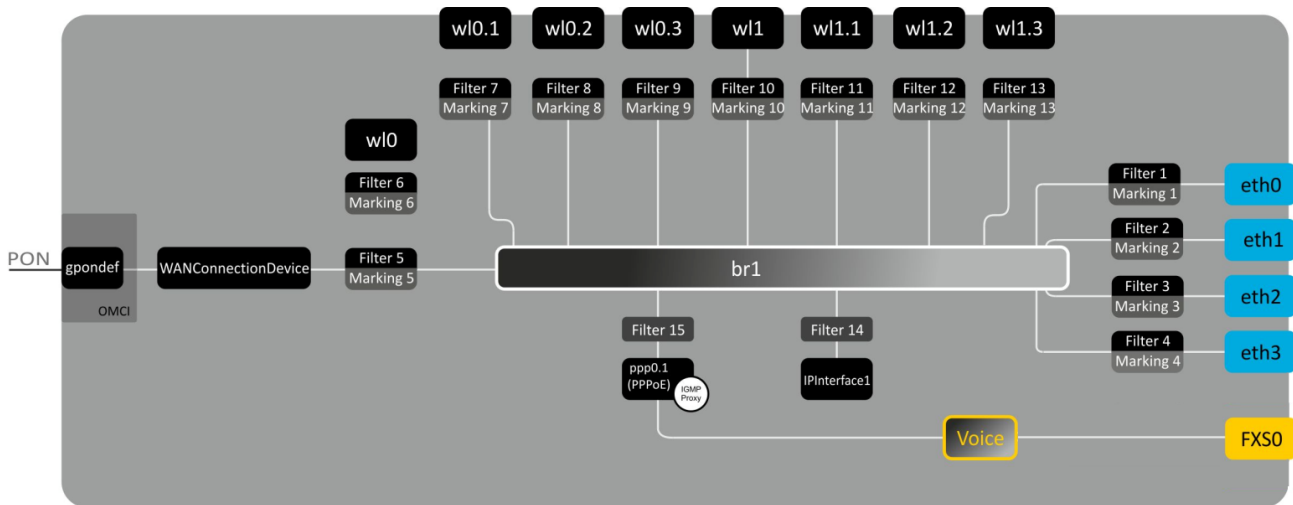 wl0.1
wl0.2
wl0.3
wl1
wl1.1
wl1.2
wl1.3
Filter 7
Marking 7
Filter 8
Marking 8
Filter 9
Marking 9
Filter 10
Marking 10
Filter 11
Marking 11
Filter 12
Marking 12
Filter 13
Marking 13
wl0
Filter 6
Marking 6
Filter 1
Marking 1
eth0
Filter 2
Marking 2
eth1
PON
gpondef
OMCI
WANConnectionDevice
Filter 5
Marking 5
br1
Filter 3
Marking 3
eth2
Filter 4
Marking 4
eth3
Filter 15
Filter 14
ppp0.1
(PPPoE)
IGMP
Proxy
IPInterface1
Voice
FXS0